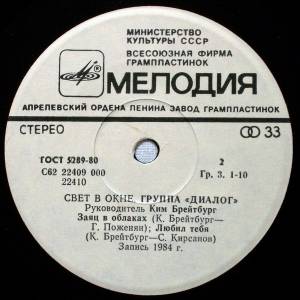 МИНИСТЕРСТВО
КУЛЬТУРЫ СССР
ВСЕСОЮЗНАЯ ФИРМА
ГРАМПЛАСТИНОК
МЕЛОДИЯ
АПРЕЛЕВСКИЙ ОРДЕНА ЛЕНИНА ЗАВОД ГРАМПЛАСТИНОК
СТЕРЕО 33
ГОСТ 5289-80 2
С62 22409 000 Гр. 3. 1-10
22410
СВЕТ В ОКНЕ, ГРУППА «ДИАЛОГ»
Руководитель Ким Брейтбург
Заяц в облаках (К. Брейтбург—
Г. Поженян); Любил тебя
(К. Брейтбург—С. Кирсанов)
Запись 1984 г.